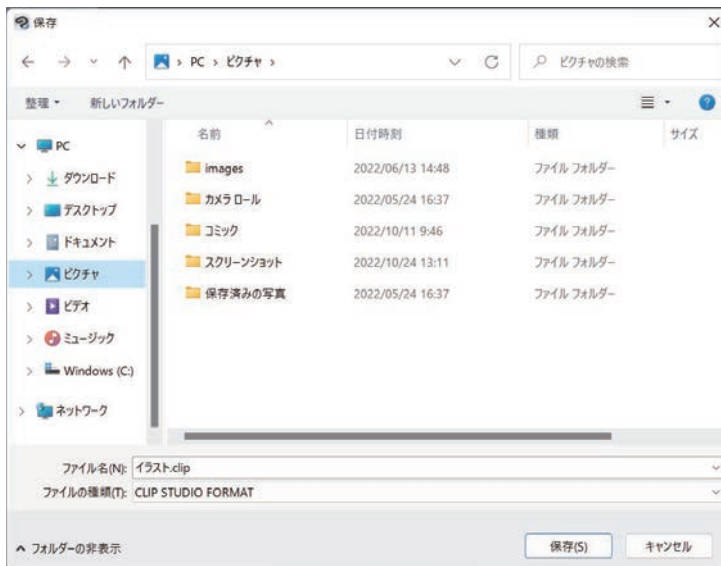 保存
PC › ピクチャ ›
ピクチャの検索
整理
新しいフォルダー
名前 日付時刻 種類 サイズ
PC
ダウンロード
デスクトップ
ドキュメント
ピクチャ
ビデオ
ミュージック
Windows (C:)
ネットワーク
images 2022/06/13 14:48 ファイル フォルダー
カメラ ロール 2022/05/24 16:37 ファイル フォルダー
コミック 2022/10/11 9:46 ファイル フォルダー
スクリーンショット 2022/10/24 13:11 ファイル フォルダー
保存済みの写真 2022/05/24 16:37 ファイル フォルダー
ファイル名(N): イラスト.clip
ファイルの種類(T): CLIP STUDIO FORMAT
フォルダーの非表示
保存(S)
キャンセル